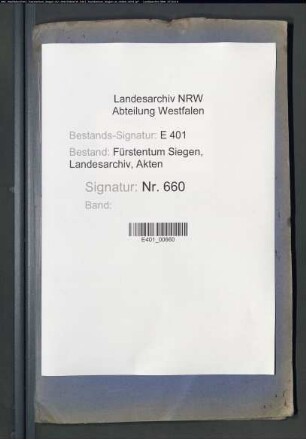 Landesarchiv NRW
Abteilung Westfalen
Bestands-Signatur: E 401
Bestand: Fürstentum Siegen,
Landesarchiv, Akten
Signatur: Nr. 660
Band:
E401_00660